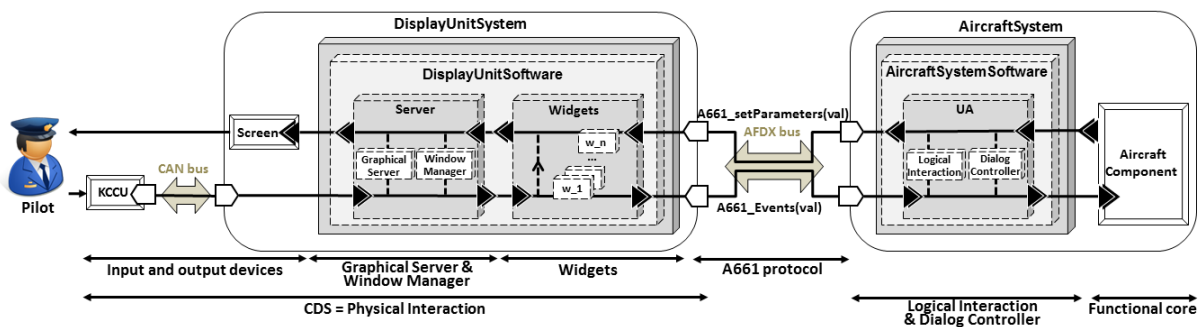 DisplayUnitSystem
AircraftSystem
DisplayUnitSoftware
AircraftSystemSoftware
Server
Widgets
A661_setParameters(val)
UA
Screen
AFDX bus
w_n
...
w_1
Graphical
Server
Window
Manager
Logical
Interaction
Dialog
Controller
Aircraft
Component
CAN bus
KCCU
Pilot
A661_Events(val)
Input and output devices
Graphical Server &
Window Manager
Widgets
A661 protocol
CDS = Physical Interaction
Logical Interaction
& Dialog Controller
Functional core